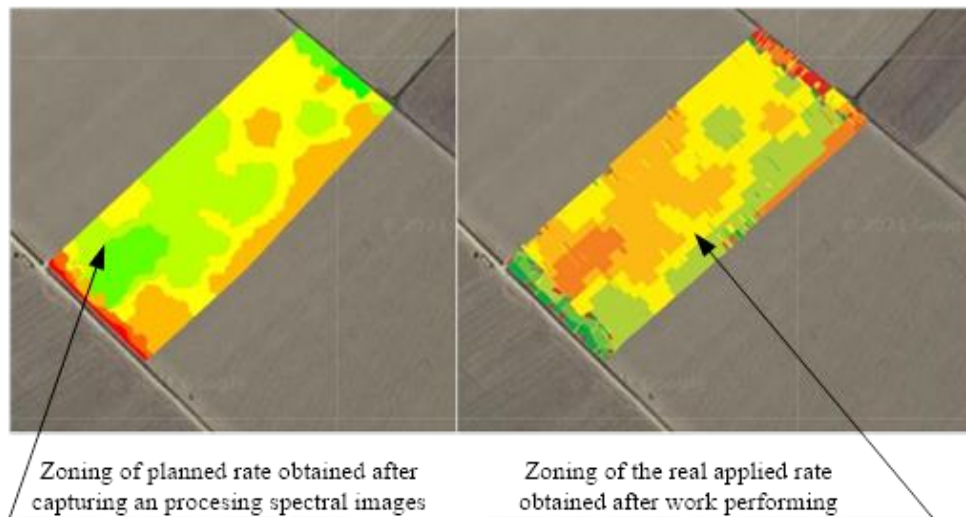 Zoning of planned rate obtained after
capturing an procesing spectral images
Zoning of the real applied rate
obtained after work performing